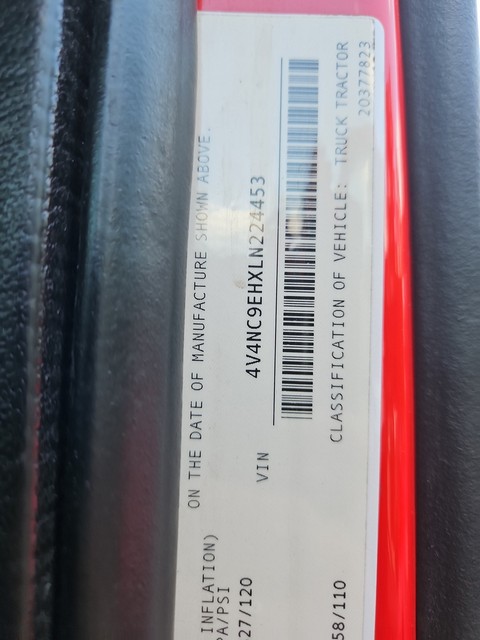 INFLATION)
PA/PSI
27/120
58/110
ON THE DATE OF MANUFACTURE SHOWN ABOVE.
VIN 4V4NC9EHXLN224453
CLASSIFICATION OF VEHICLE: TRUCK TRACTOR
20377823